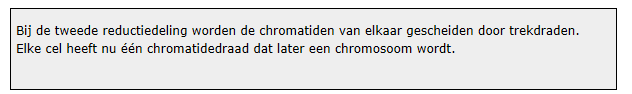 Bij de tweede reductiedeling worden de chromatiden van elkaar gescheiden door trekdraden.
Elke cel heeft nu één chromatidedraad dat later een chromosoom wordt.